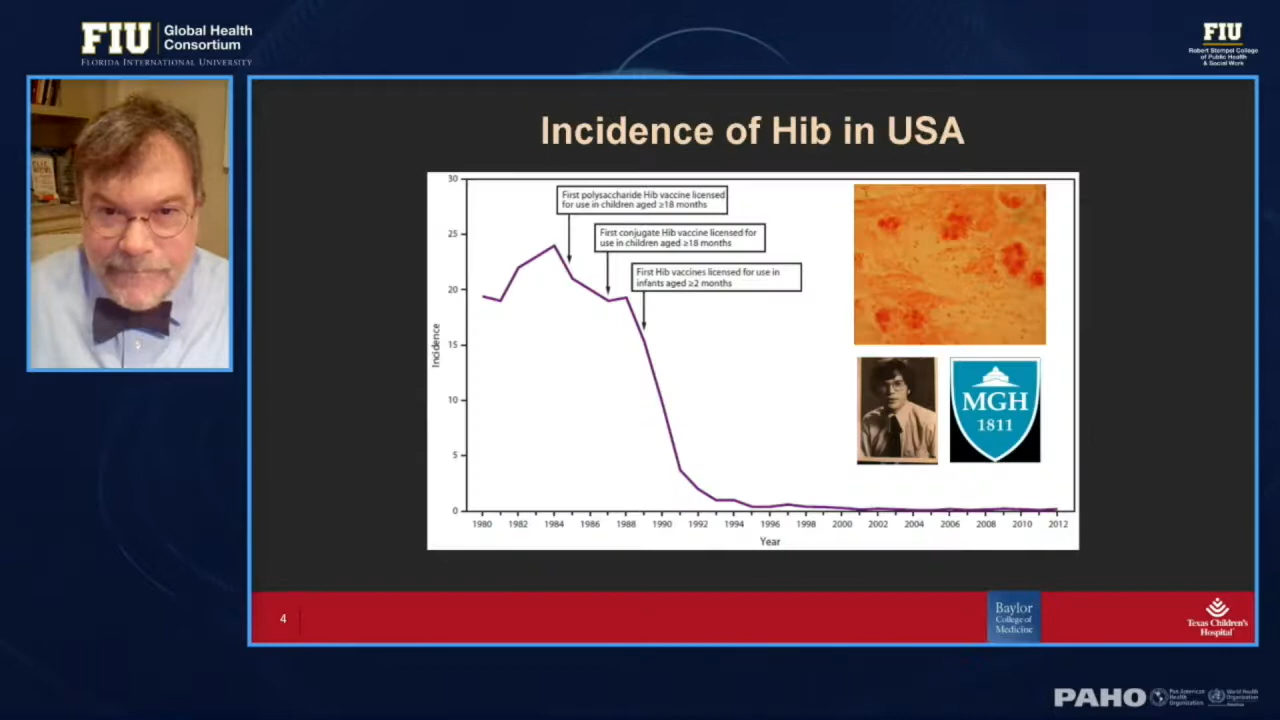 FIU
Global Health
Consortium
FLORIDA INTERNATIONAL UNIVERSITY
FIU
Robert Stempel College
of Public Health
& Social Work
Incidence of Hib in USA
First polysaccharide Hib vaccine licensed
for use in children aged ≥18 months
First conjugate Hib vaccine licensed for
use in children aged ≥18 months
First Hib vaccines licensed for use in
infants aged ≥2 months
30
25
20
15
10
5
0
Incidence
1980 1982 1984 1986 1988 1990 1992 1994 1996 1998 2000 2002 2004 2006 2008 2010 2012
Year
MGH
1811
4
Baylor
College of
Medicine
Texas Children's
Hospital
PAHO
Pan American
Health
Organization
World Health
Organization
Americas